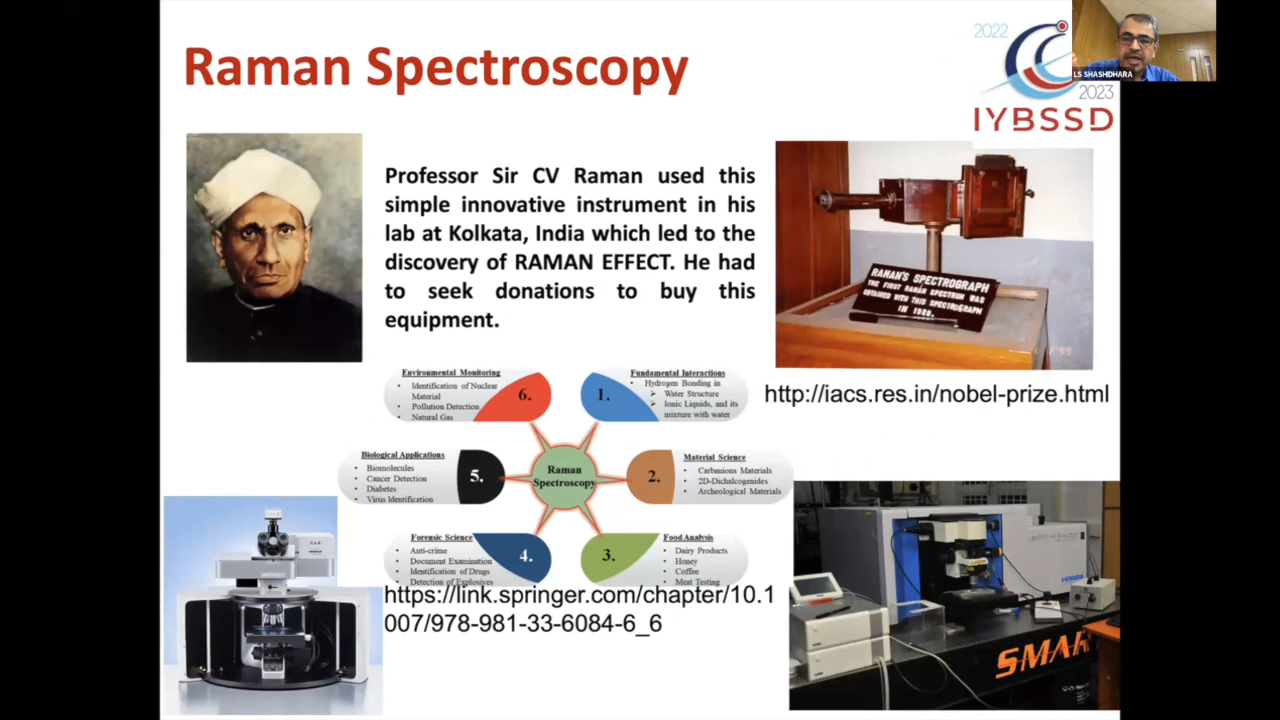 Raman Spectroscopy
2022
2023
IYBSSD
LS SHASHIDHARA
Professor Sir CV Raman used this
simple innovative instrument in his
lab at Kolkata, India which led to the
discovery of RAMAN EFFECT. He had
to seek donations to buy this
equipment.
RAMAN'S SPECTROGRAPH
THE FIRST RAMAN SPECTRUM WAS
OBTAINED WITH THIS SPECTROGRAPH
IN 1928.
http://iacs.res.in/nobel-prize.html
Environmental Monitoring
• Identification of Nuclear
Material
• Pollution Detection
• Natural Gas
6.
1.
Fundamental Interactions
• Hydrogen Bonding in
➢ Water Structure
➢ Ionic Liquids, and its
mixture with water
Biological Applications
• Biomolecules
• Cancer Detection
• Diabetes
• Virus Identification
5.
Raman
Spectroscopy
2.
Material Science
• Carbanions Materials
• 2D-Dichalcogenides
• Archeological Materials
Forensic Science
• Anti-crime
• Document Examination
• Identification of Drugs
• Detection of Explosives
4.
3.
Food Analysis
• Dairy Products
• Honey
• Coffee
• Meat Testing
https://link.springer.com/chapter/10.1
007/978-981-33-6084-6_6
HORIBA
SMAR